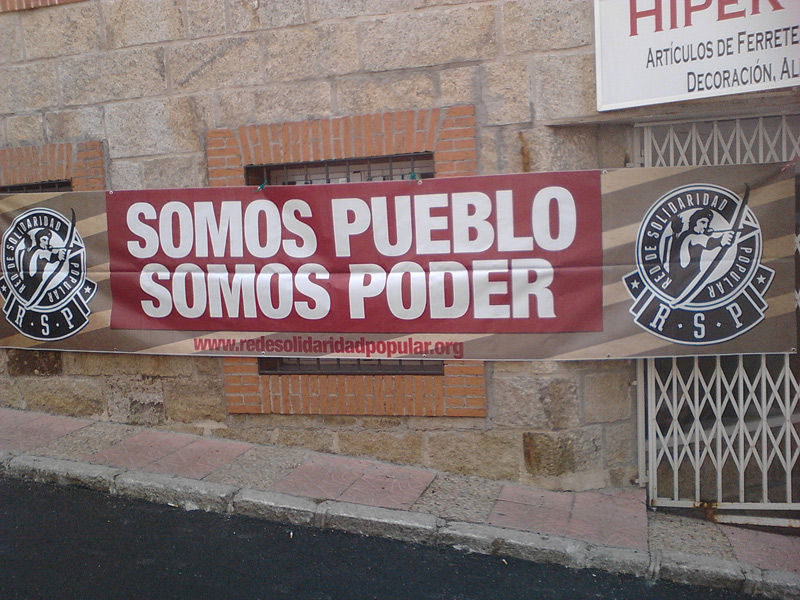 HIPER
ARTÍCULOS DE FERRETE
DECORACIÓN, AL
SOMOS PUEBLO
SOMOS PODER
www.redesolidaridadpopular.org
RED DE SOLIDARIDAD POPULAR
R·S·P
RED DE SOLIDARIDAD POPULAR
R·S·P